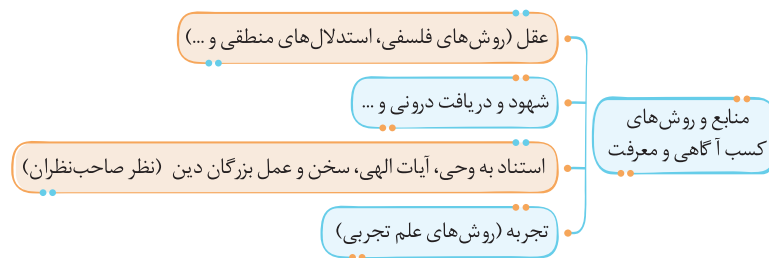 منابع و روش‌های
کسب آگاهی و معرفت
عقل (روش‌های فلسفی، استدلال‌های منطقی و ...)
شهود و دریافت درونی و ...
استناد به وحی، آیات الهی، سخن و عمل بزرگان دین (نظر صاحب‌نظران)
تجربه (روش‌های علم تجربی)